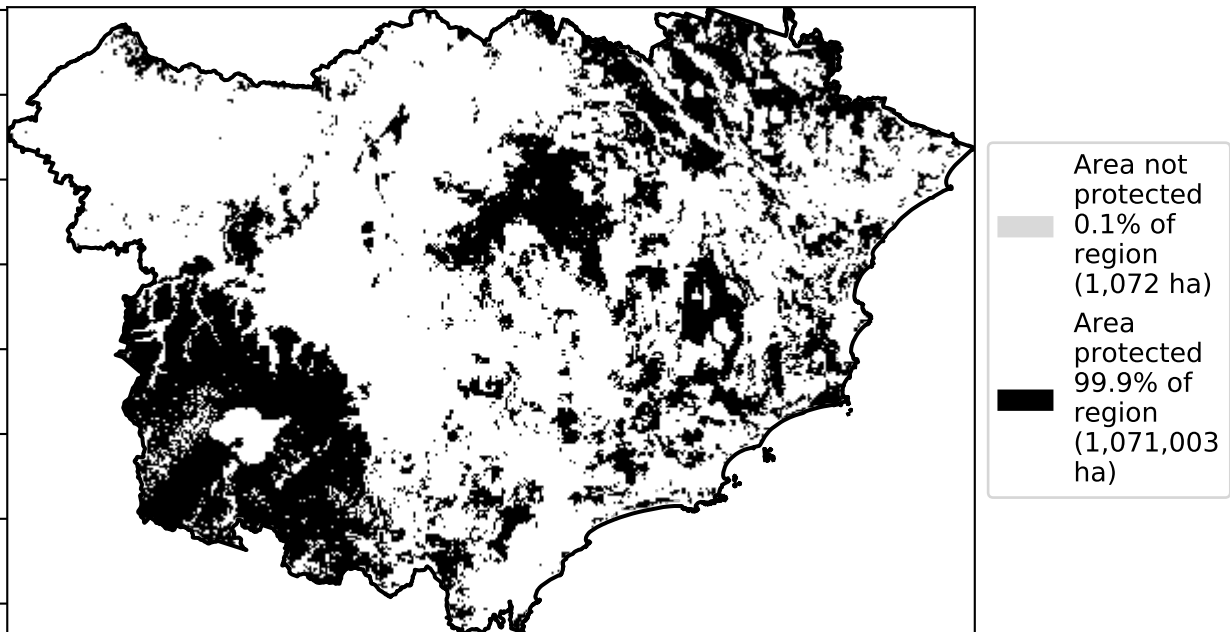 Area not
protected
0.1% of
region
(1,072 ha)
Area
protected
99.9% of
region
(1,071,003
ha)